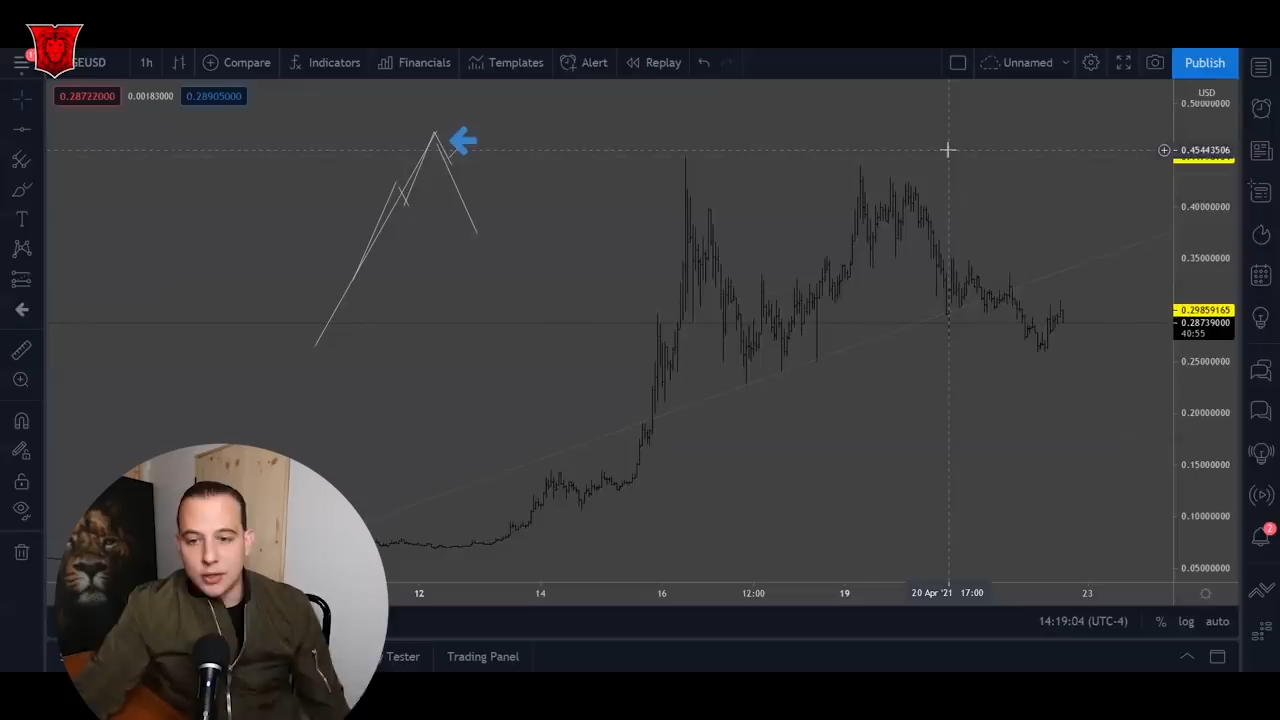 EUSD 1h Compare Indicators Financials Templates Alert Replay Unnamed Publish
0.28722000 0.00183000 0.28905000
USD
0.50000000
0.45443506
0.40000000
0.35000000
0.29859165
0.28739000
40:55
0.25000000
0.20000000
0.15000000
0.10000000
0.05000000
12 14 16 12:00 19 20 Apr '21 17:00 23
14:19:04 (UTC-4) % log auto
Tester Trading Panel
2